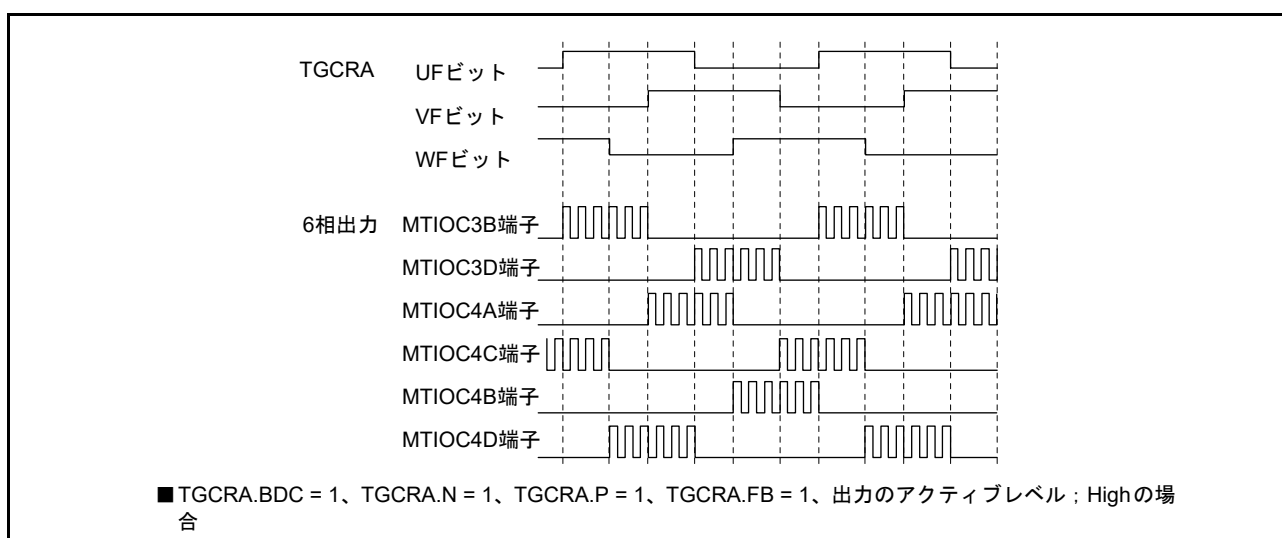 TGCRA UFビット
VFビット
WFビット
6相出力 MTIOC3B端子
MTIOC3D端子
MTIOC4A端子
MTIOC4C端子
MTIOC4B端子
MTIOC4D端子
■ TGCRA.BDC = 1、TGCRA.N = 1、TGCRA.P = 1、TGCRA.FB = 1、出力のアクティブレベル ; Highの場
合